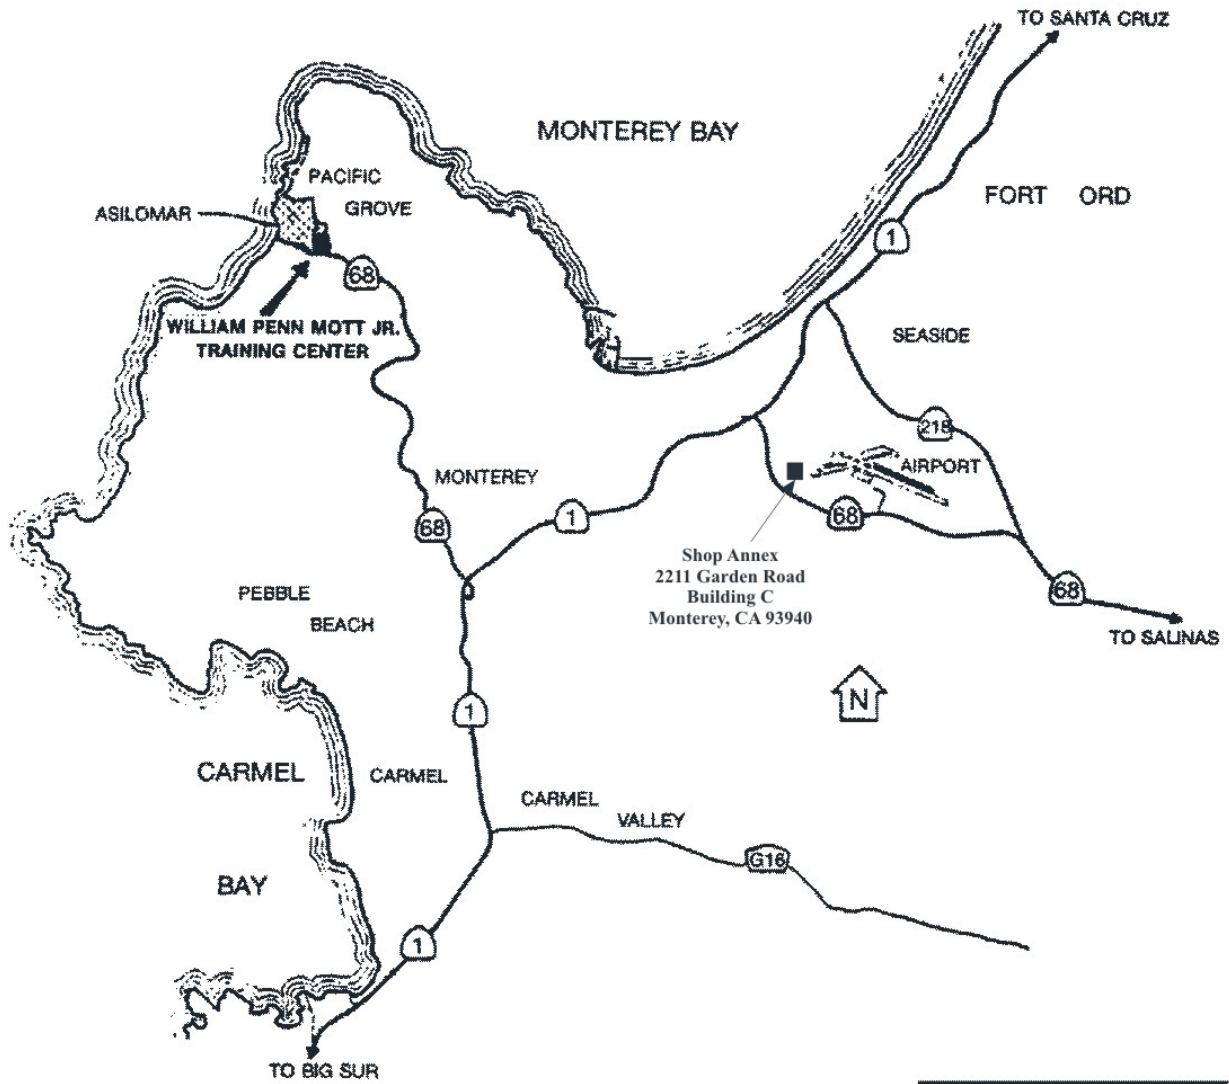 TO SANTA CRUZ
MONTEREY BAY
PACIFIC
GROVE
FORT ORD
ASILOMAR
1
68
WILLIAM PENN MOTT JR.
TRAINING CENTER
SEASIDE
218
AIRPORT
MONTEREY
1
68
68
Shop Annex
2211 Garden Road
Building C
Monterey, CA 93940
68
PEBBLE
BEACH
TO SALINAS
N
1
CARMEL
BAY
CARMEL
CARMEL
VALLEY
G16
1
TO BIG SUR